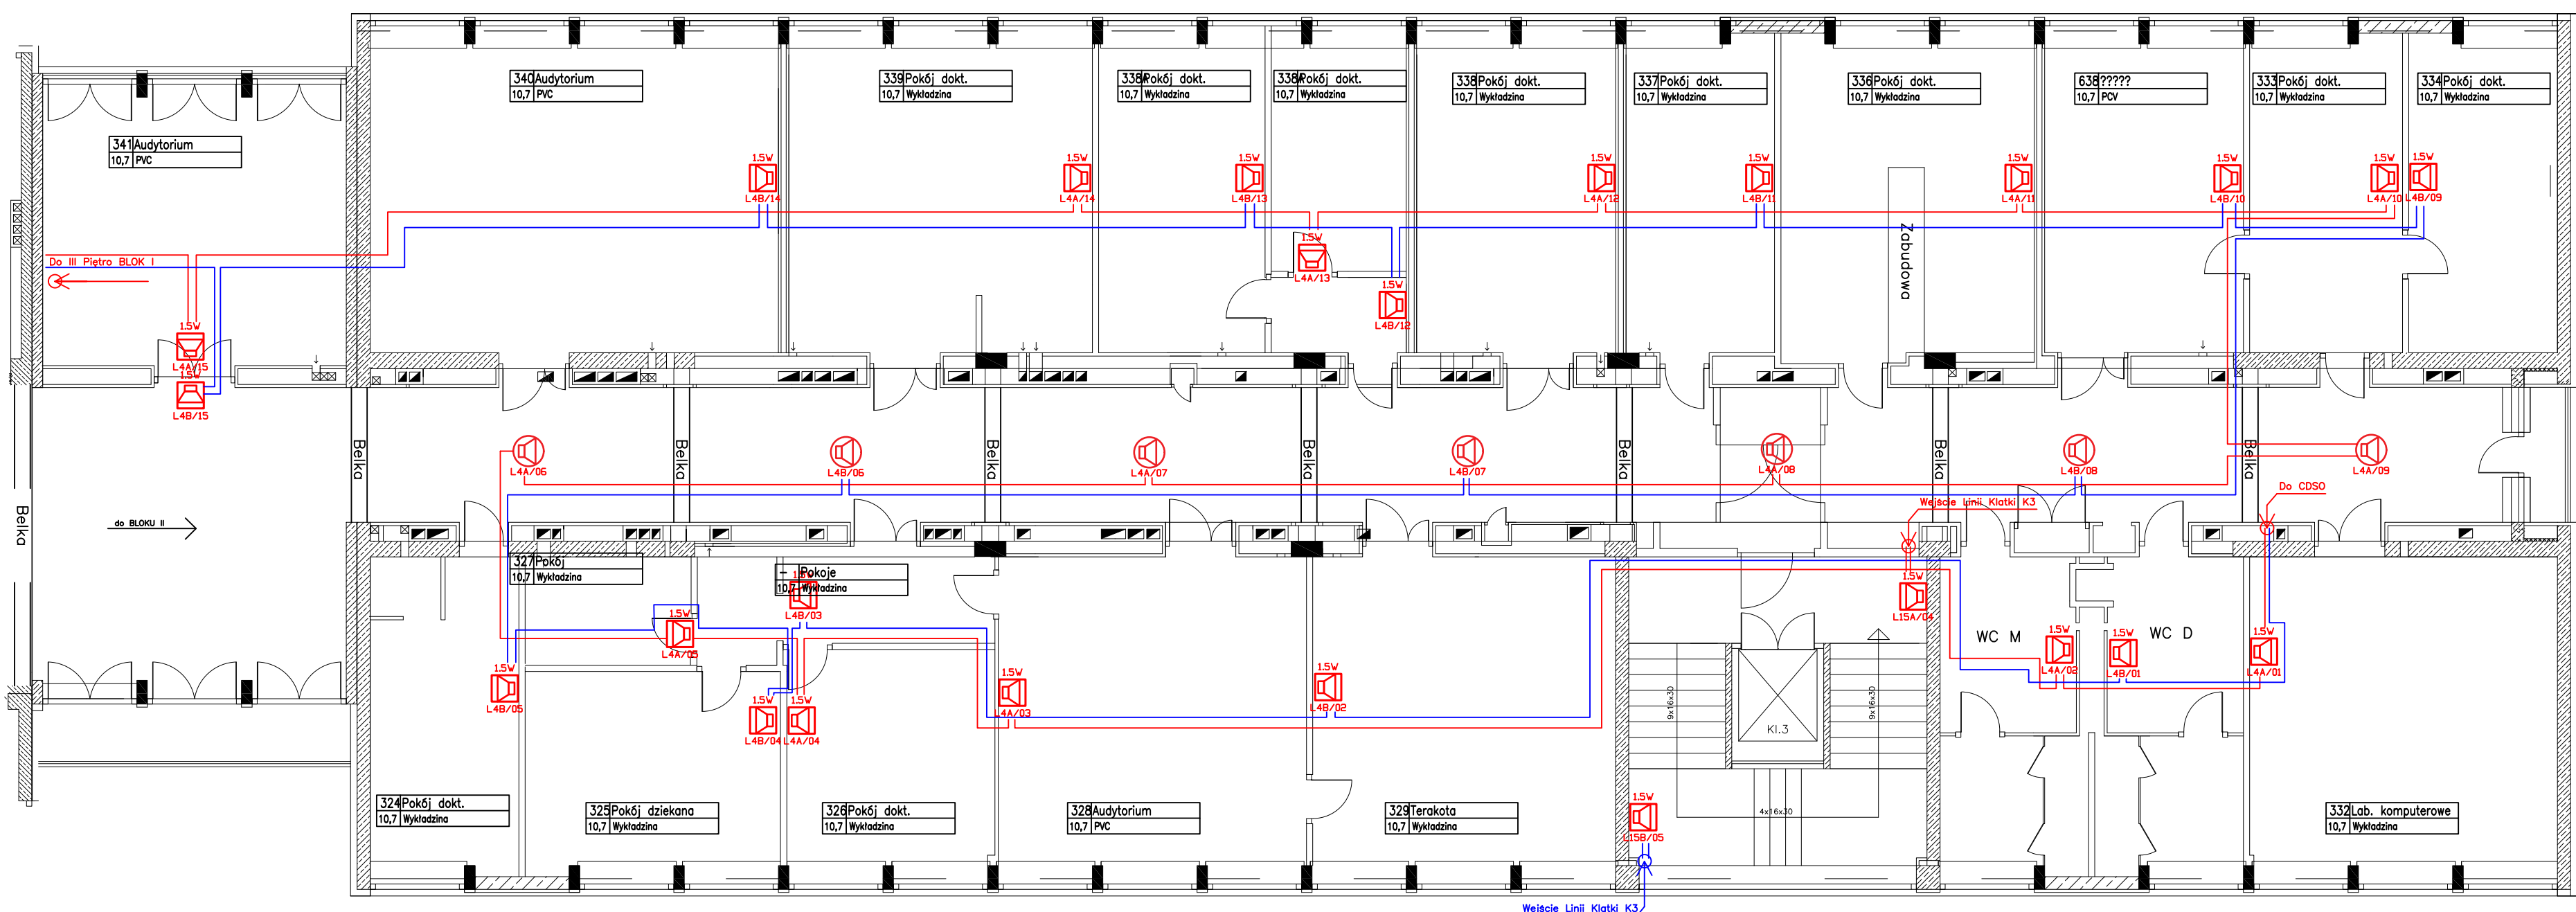 340 Audytorium
10,7 PVC
339 Pokój dokt.
10,7 Wykładzina
338A Pokój dokt.
10,7 Wykładzina
338A Pokój dokt.
10,7 Wykładzina
338 Pokój dokt.
10,7 Wykładzina
337 Pokój dokt.
10,7 Wykładzina
336 Pokój dokt.
10,7 Wykładzina
638 ?????
10,7 PCV
333 Pokój dokt.
10,7 Wykładzina
334 Pokój dokt.
10,7 Wykładzina
341 Audytorium
10,7 PVC
1.5W
L4B/14
1.5W
L4A/14
1.5W
L4B/13
1.5W
L4A/12
1.5W
L4B/11
1.5W
L4A/11
1.5W
L4B/10
1.5W
L4A/10
1.5W
L4B/09
1.5W
L4A/13
1.5W
L4B/12
Zabudowa
Do III Piętro BLOK I
1.5W
L4A/15
1.5W
L4B/15
Belka
Belka
Belka
Belka
Belka
Belka
Belka
Belka
L4A/06
L4B/06
L4A/07
L4B/07
L4A/08
L4B/08
L4A/09
do BLOKU II
Wejście Linii Klatki K3
Do CDSO
327 Pokój
10,7 Wykładzina
- Pokoje
10,7 Wykładzina
1.5W
L4B/03
1.5W
L4A/05
1.5W
L4B/05
1.5W
L4B/04
1.5W
L4A/04
1.5W
L4A/03
1.5W
L4B/02
1.5W
L15A/04
WC M
WC D
1.5W
L4A/02
1.5W
L4B/01
1.5W
L4A/01
9x16x30
9x16x30
Kl.3
4x16x30
1.5W
L15B/05
324 Pokój dokt.
10,7 Wykładzina
325 Pokój dziekana
10,7 Wykładzina
326 Pokój dokt.
10,7 Wykładzina
328 Audytorium
10,7 PVC
329 Terakota
10,7 Wykładzina
332 Lab. komputerowe
10,7 Wykładzina
Wejście Linii Klatki K3